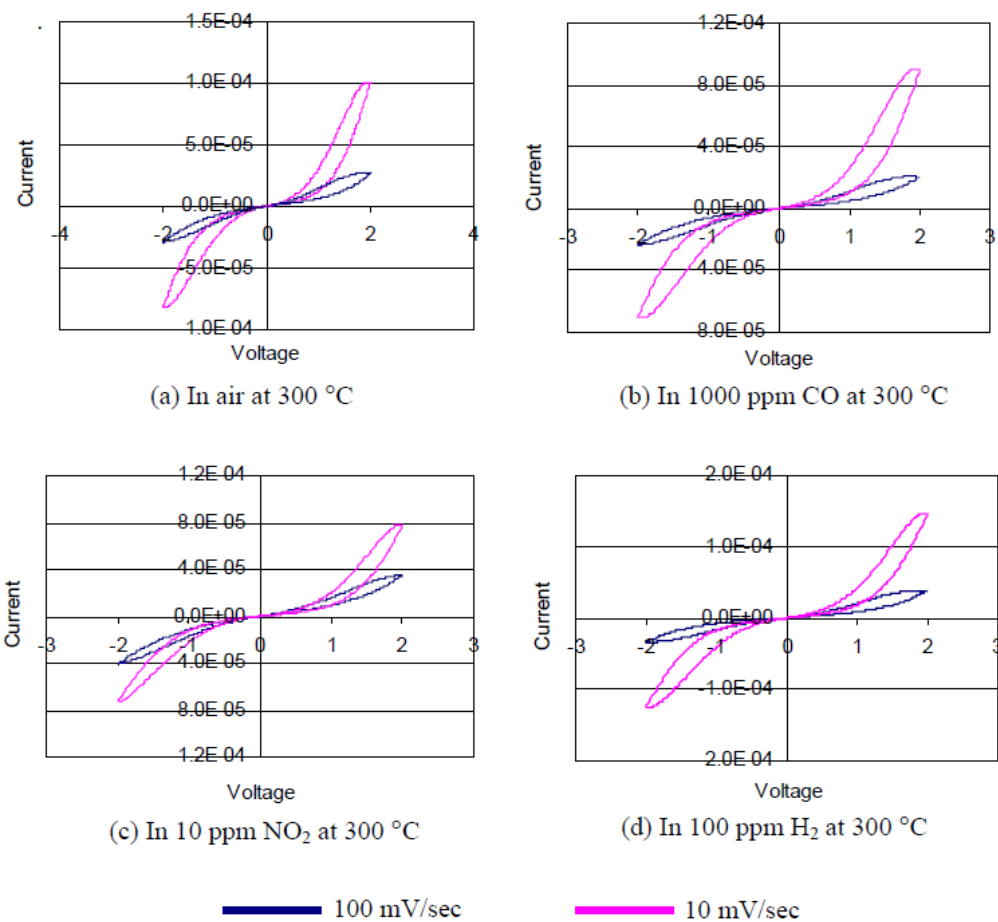 1.5E-04
1.0E-04
5.0E-05
0.0E+00
-4 -2 0 2 4
-5.0E-05
1.0E-04
Current
Voltage
(a) In air at 300 °C
1.2E-04
8.0E-05
4.0E-05
0.0E+00
-3 -2 -1 0 1 2 3
4.0E-05
8.0E-05
Current
Voltage
(b) In 1000 ppm CO at 300 °C
1.2E-04
8.0E-05
4.0E-05
0.0E+00
-3 -2 -1 0 1 2 3
4.0E-05
8.0E-05
1.2E-04
Current
Voltage
(c) In 10 ppm NO₂ at 300 °C
2.0E-04
1.0E-04
0.0E+00
-3 -2 -1 0 1 2 3
-1.0E-04
2.0E-04
Current
Voltage
(d) In 100 ppm H₂ at 300 °C
100 mV/sec
10 mV/sec